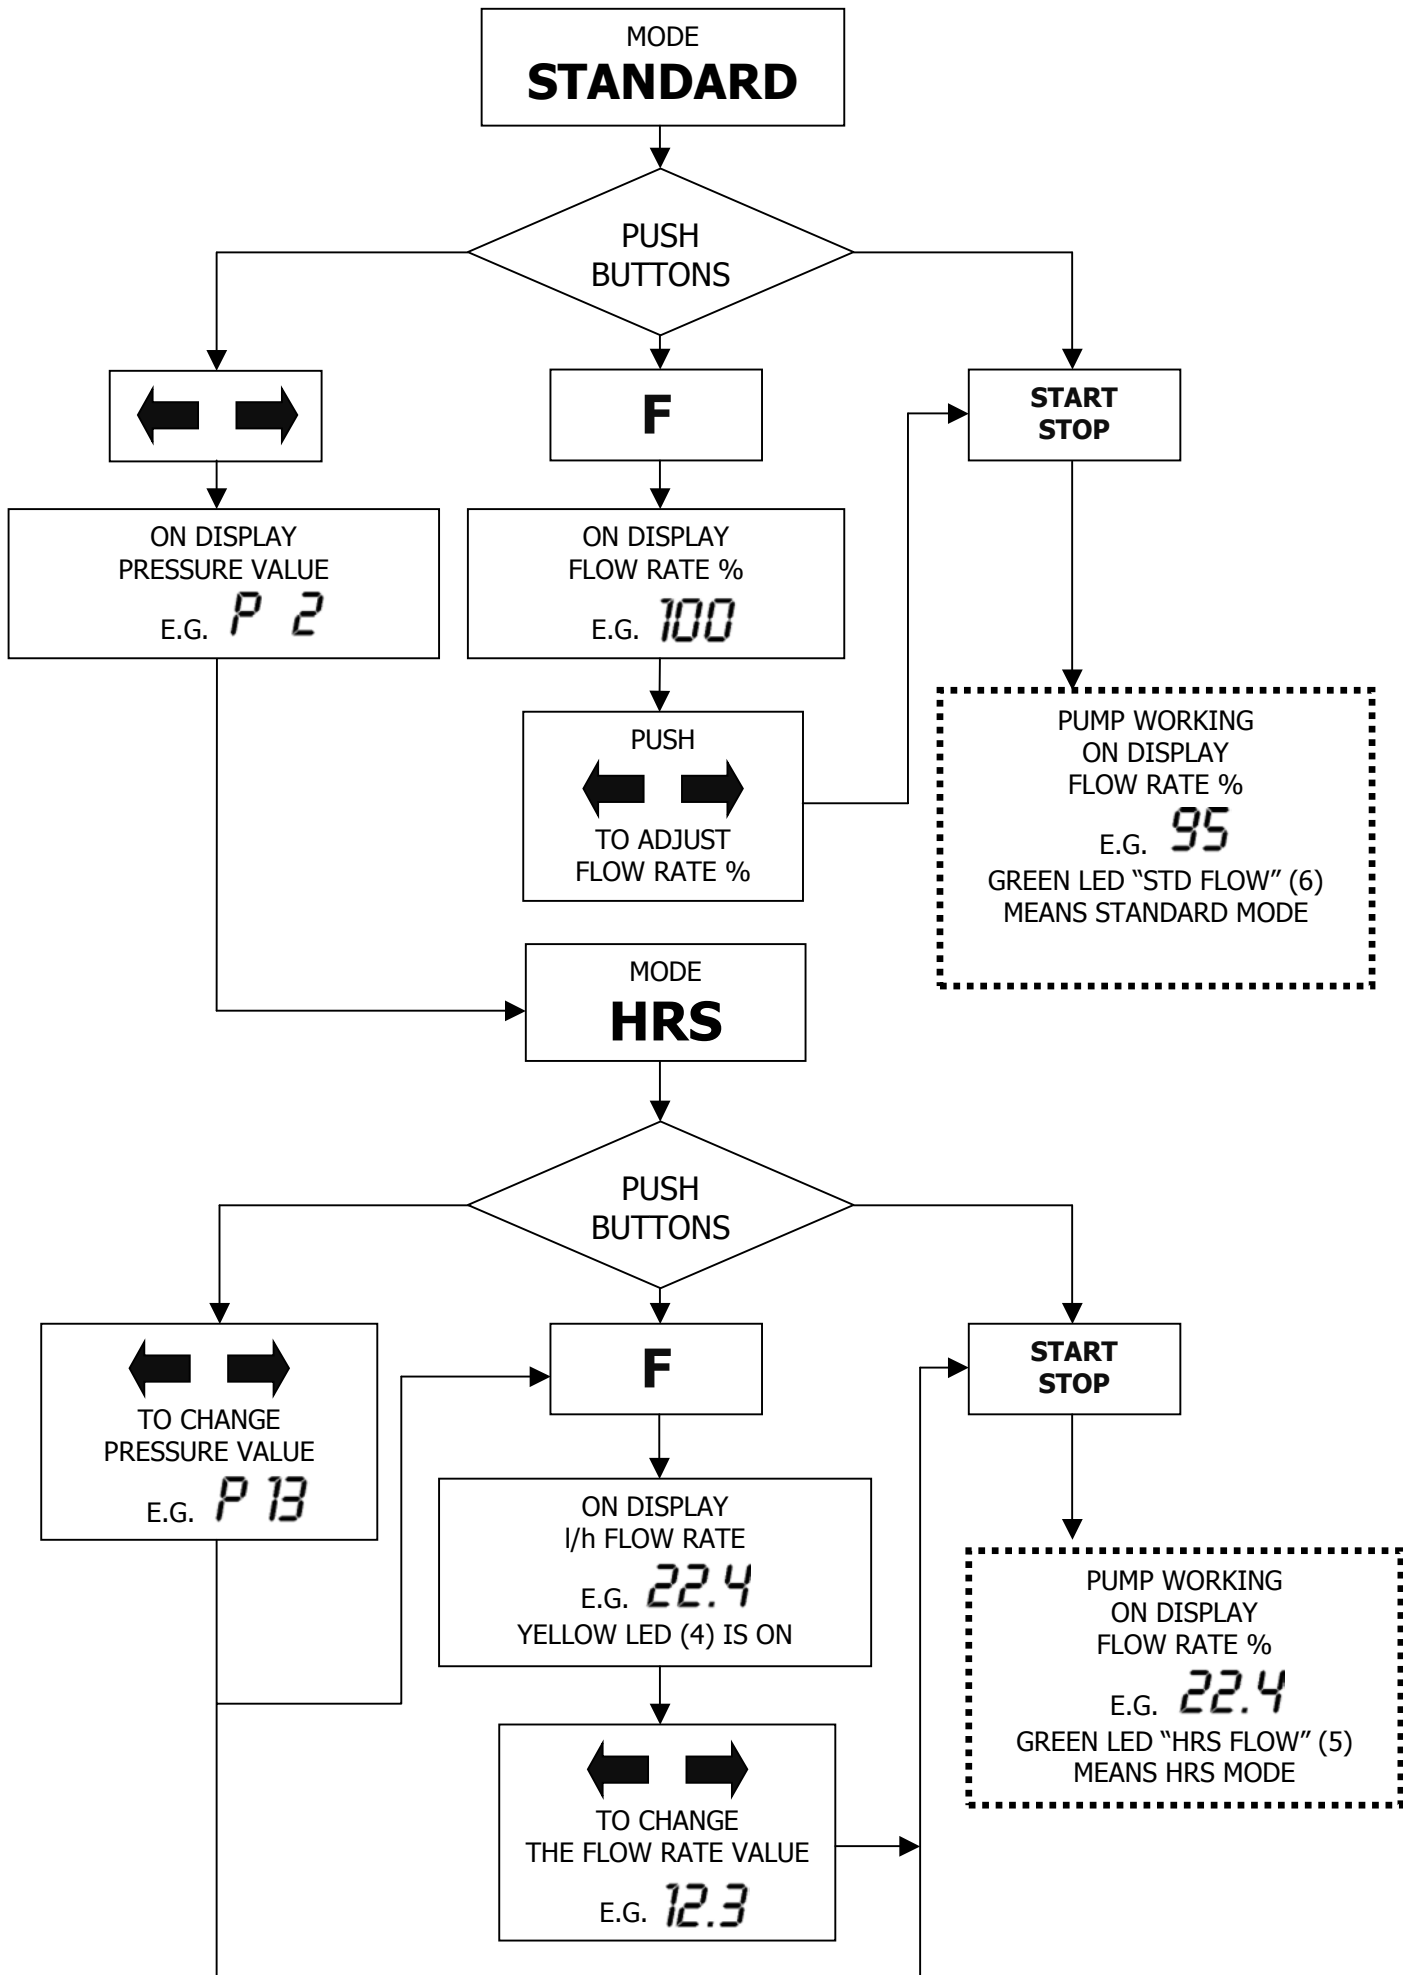 MODE
STANDARD
PUSH
BUTTONS
F
START
STOP
ON DISPLAY
PRESSURE VALUE
E.G. P 2
ON DISPLAY
FLOW RATE %
E.G. 100
PUSH
TO ADJUST
FLOW RATE %
PUMP WORKING
ON DISPLAY
FLOW RATE %
E.G. 95
GREEN LED “STD FLOW” (6)
MEANS STANDARD MODE
MODE
HRS
PUSH
BUTTONS
TO CHANGE
PRESSURE VALUE
E.G. P 13
F
START
STOP
ON DISPLAY
l/h FLOW RATE
E.G. 22.4
YELLOW LED (4) IS ON
PUMP WORKING
ON DISPLAY
FLOW RATE %
E.G. 22.4
GREEN LED “HRS FLOW” (5)
MEANS HRS MODE
TO CHANGE
THE FLOW RATE VALUE
E.G. 12.3